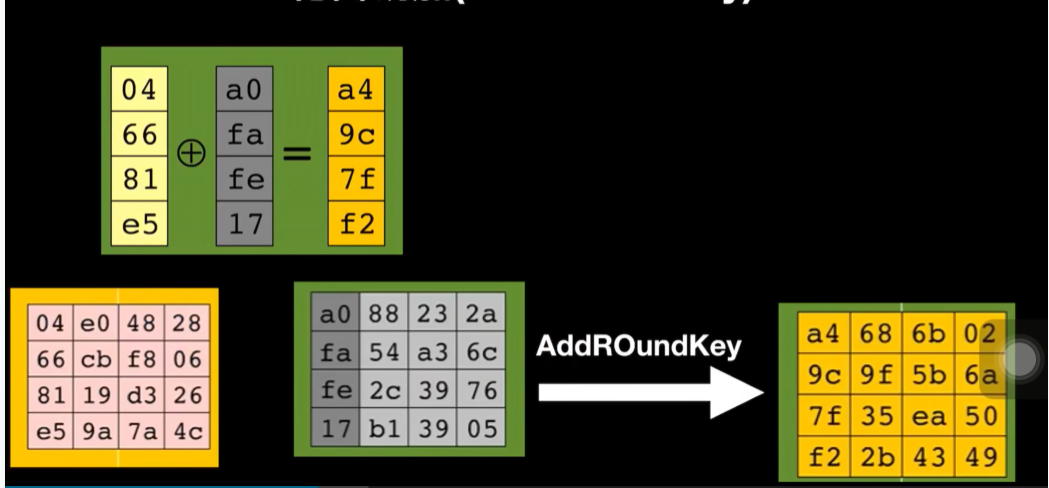 04 a0 a4
66 fa 9c
⊕ =
81 fe 7f
e5 17 f2
04 e0 48 28
66 cb f8 06
81 19 d3 26
e5 9a 7a 4c
a0 88 23 2a
fa 54 a3 6c
fe 2c 39 76
17 b1 39 05
AddROundKey
a4 68 6b 02
9c 9f 5b 6a
7f 35 ea 50
f2 2b 43 49